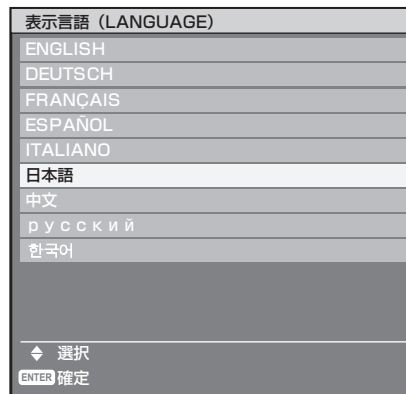 表示言語（LANGUAGE）
ENGLISH
DEUTSCH
FRANÇAIS
ESPAÑOL
ITALIANO
日本語
中文
русский
한국어
選択
ENTER 確定